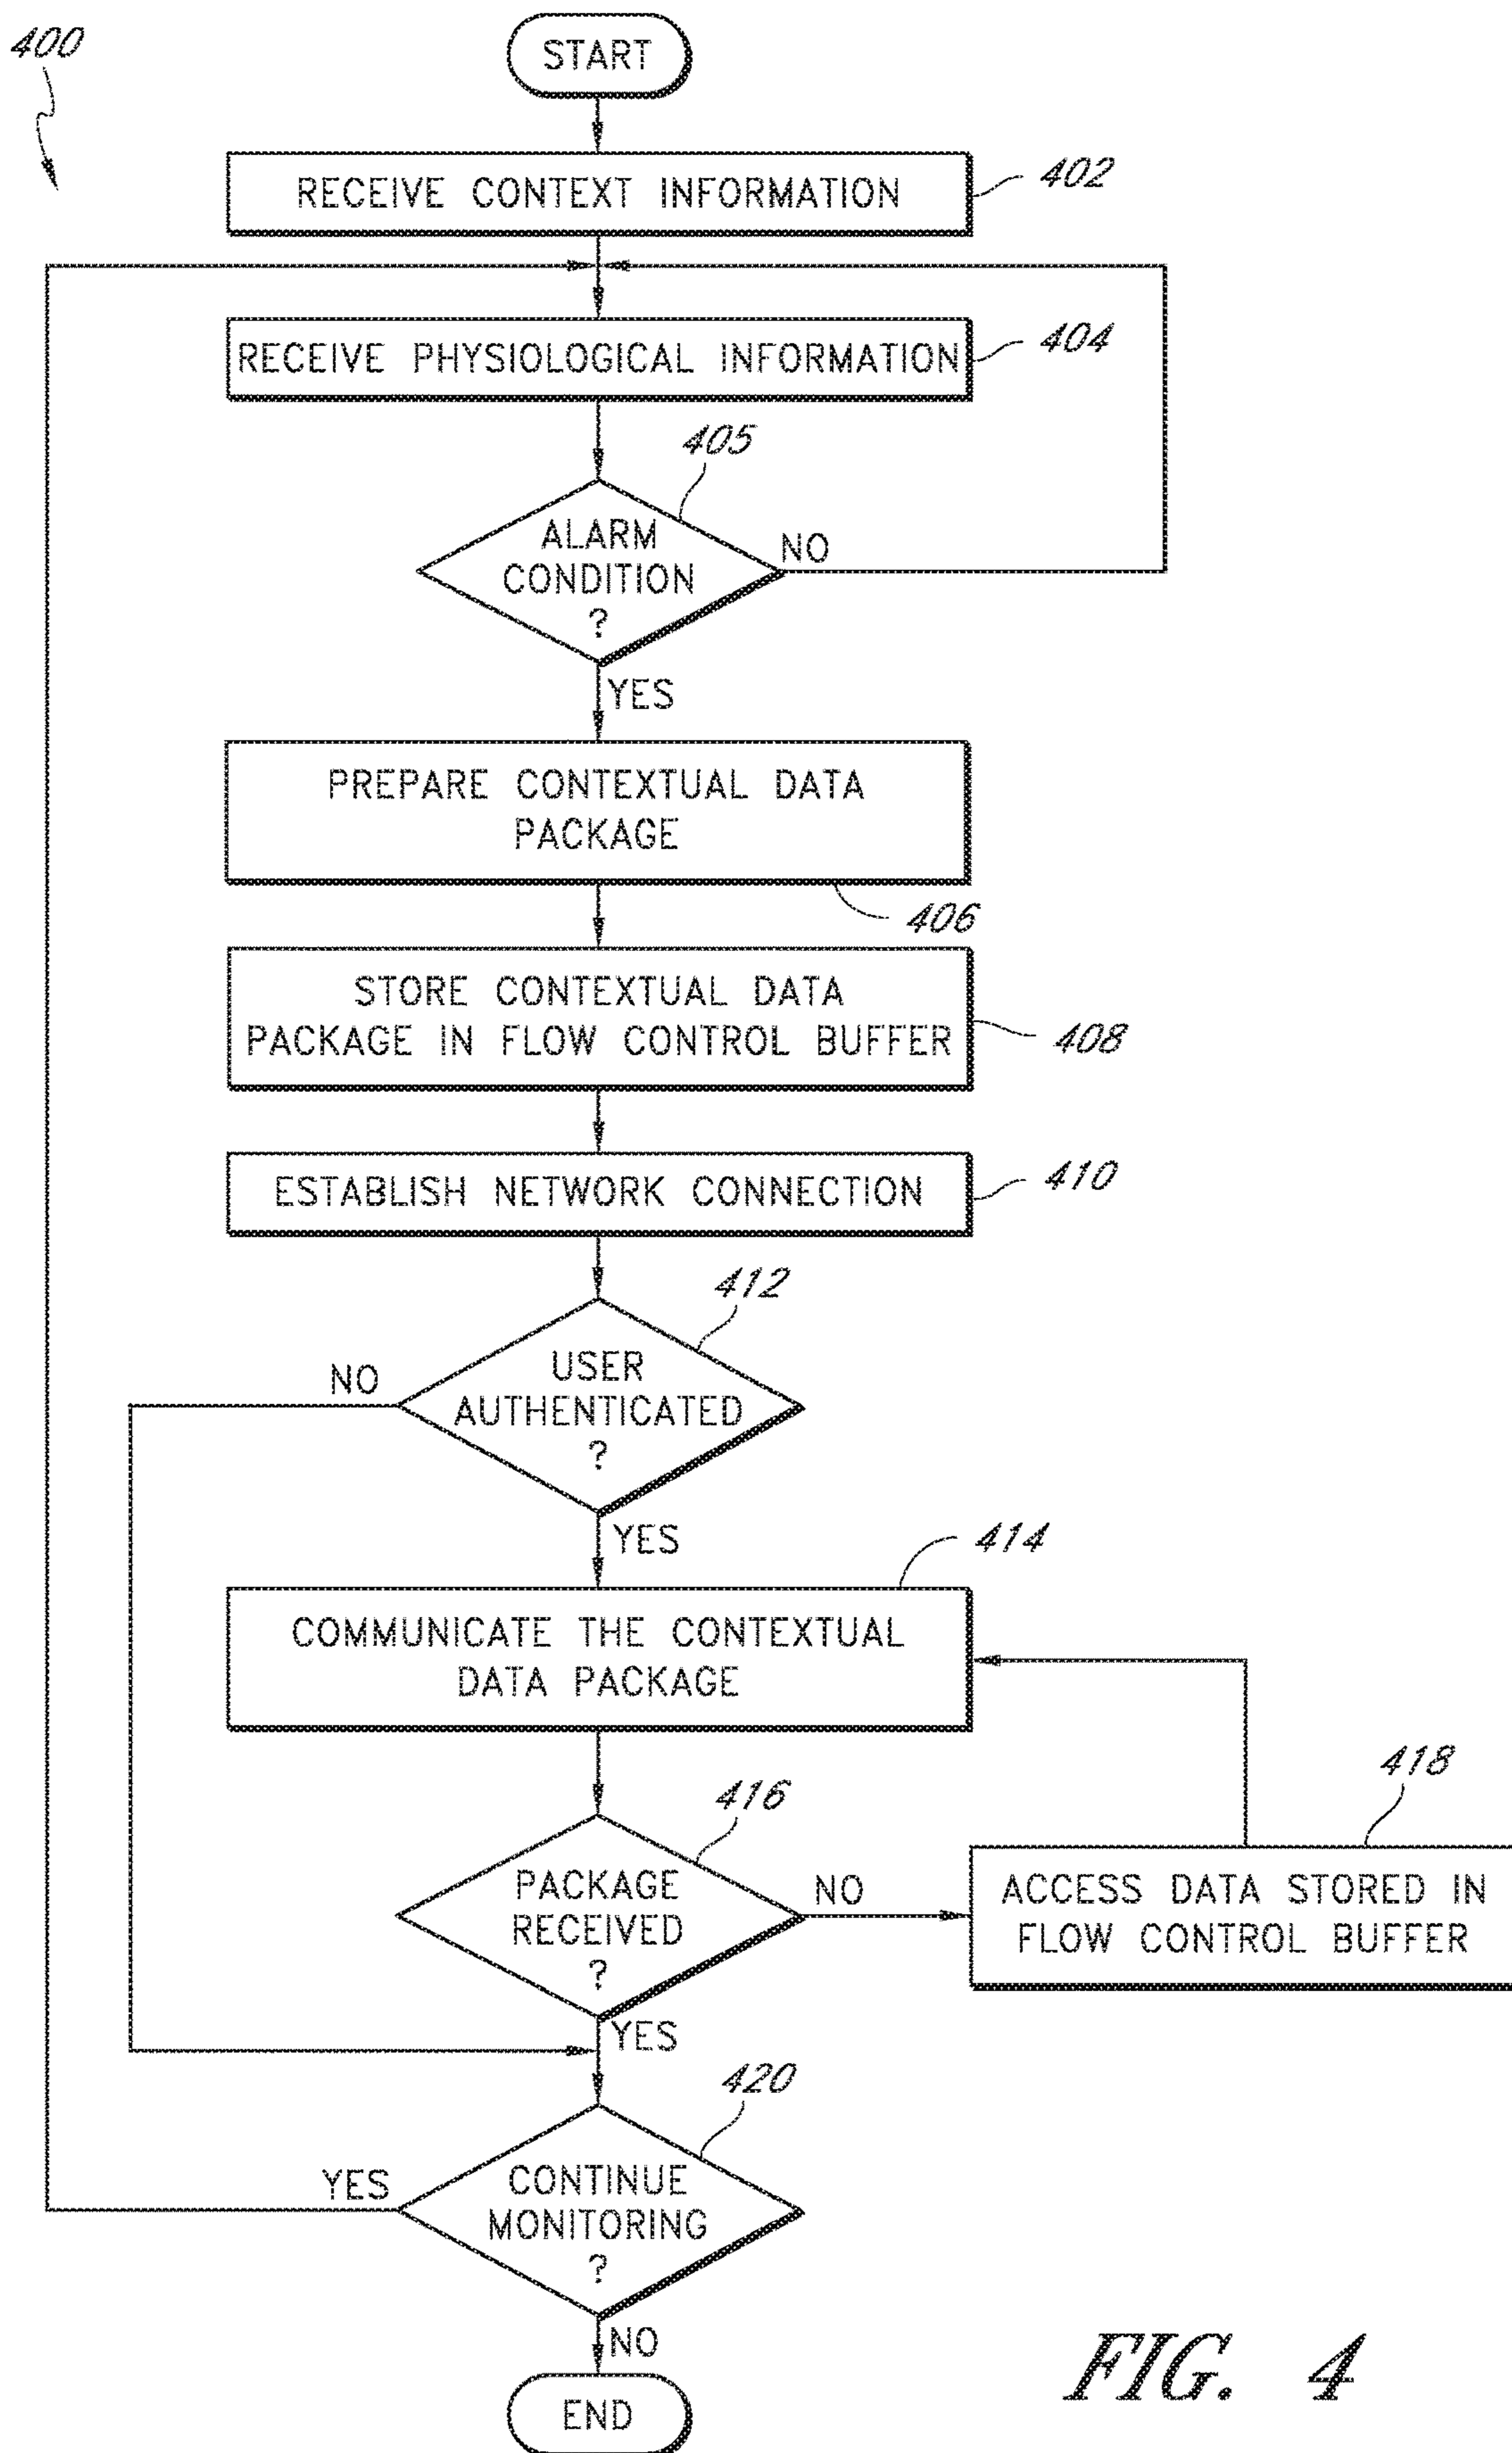 400
START
RECEIVE CONTEXT INFORMATION
402
RECEIVE PHYSIOLOGICAL INFORMATION
404
405
ALARM
CONDITION
?
NO
YES
PREPARE CONTEXTUAL DATA
PACKAGE
406
STORE CONTEXTUAL DATA
PACKAGE IN FLOW CONTROL BUFFER
408
ESTABLISH NETWORK CONNECTION
410
412
USER
AUTHENTICATED
?
NO
YES
414
COMMUNICATE THE CONTEXTUAL
DATA PACKAGE
416
PACKAGE
RECEIVED
?
NO
418
ACCESS DATA STORED IN
FLOW CONTROL BUFFER
YES
420
CONTINUE
MONITORING
?
YES
NO
END
FIG. 4